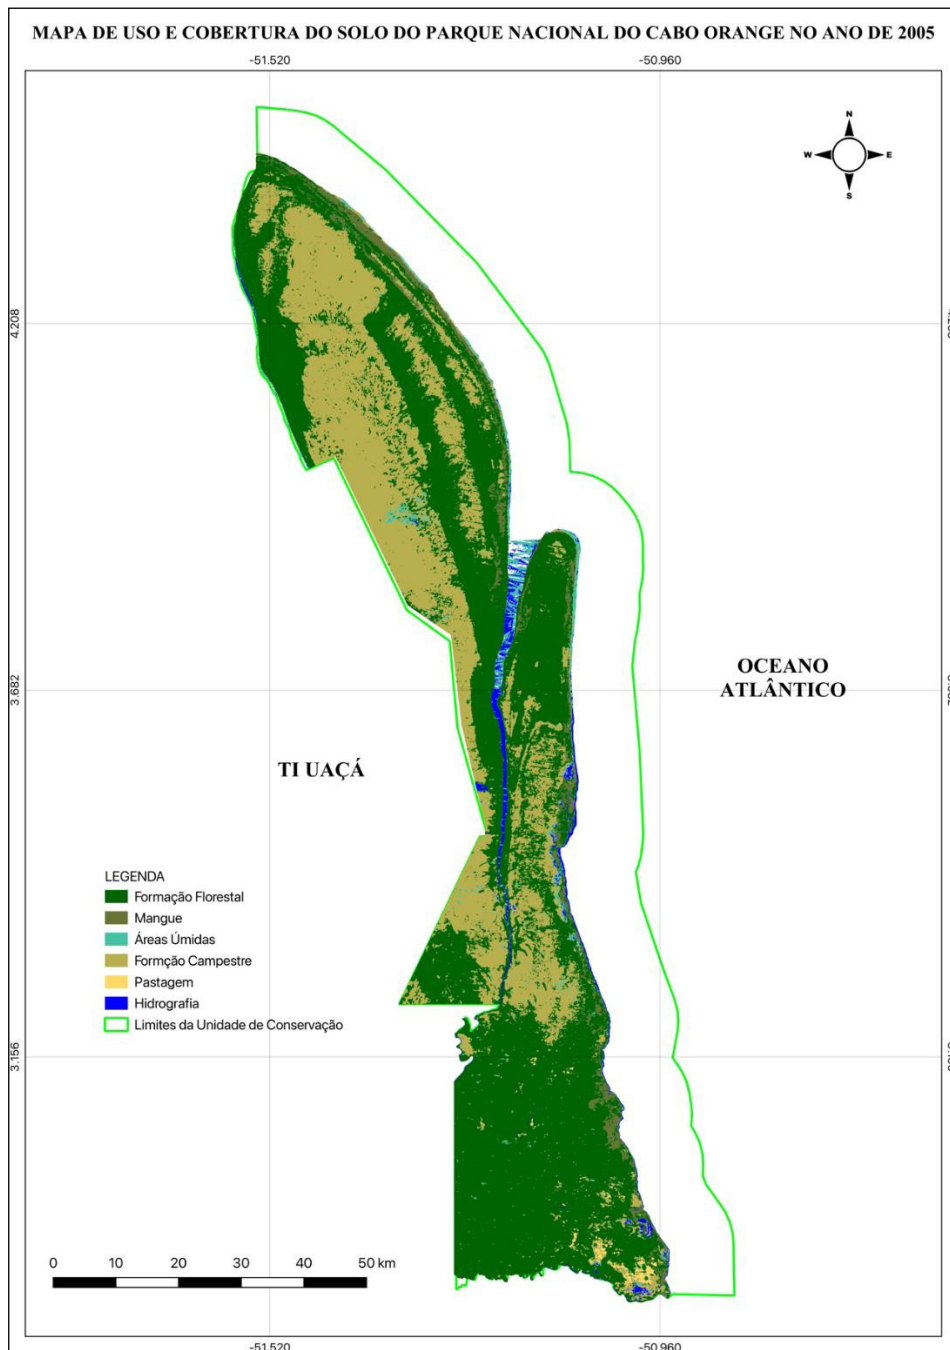 MAPA DE USO E COBERTURA DO SOLO DO PARQUE NACIONAL DO CABO ORANGE NO ANO DE 2005
-51.520 -50.960
N
W E
S
4.208
3.682
OCEANO
ATLÂNTICO
TI UAÇÁ
LEGENDA
Formação Florestal
Mangue
Áreas Úmidas
Formção Campestre
Pastagem
Hidrografia
Limites da Unidade de Conservação
3.156
0 10 20 30 40 50 km
-51.520 -50.960